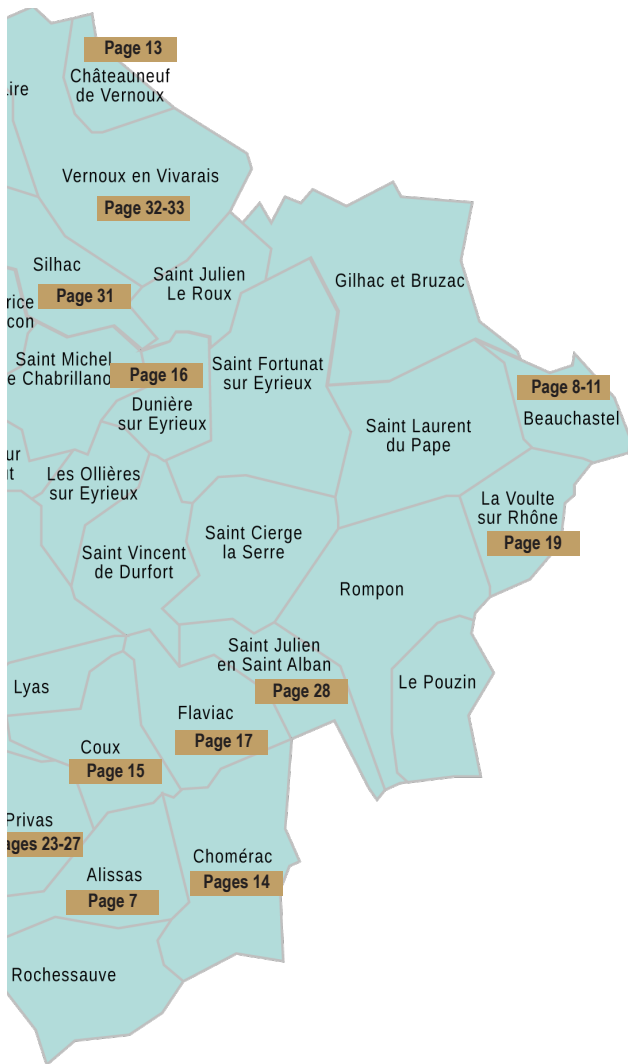 Page 13
Châteauneuf
de Vernoux
Vernoux en Vivarais
Page 32-33
Silhac
Page 31
Saint Julien
Le Roux
Gilhac et Bruzac
Saint Michel
Page 16
Dunière
sur Eyrieux
Saint Fortunat
sur Eyrieux
Page 8-11
Beauchastel
Saint Laurent
du Pape
Les Ollières
sur Eyrieux
La Voulte
sur Rhône
Page 19
Saint Vincent
de Durfort
Saint Cierge
la Serre
Rompon
Saint Julien
en Saint Alban
Page 28
Le Pouzin
Lyas
Flaviac
Page 17
Coux
Page 15
Privas
23-27
Chomérac
Pages 14
Alissas
Page 7
Rochessauve